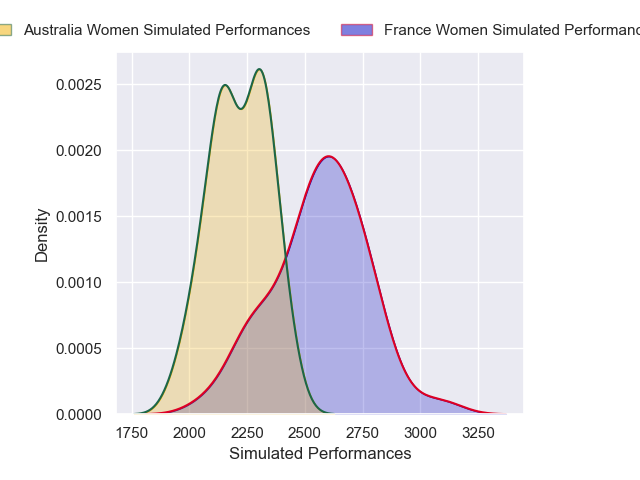 Australia Women Simulated Performances France Women Simulated
0.0025
0.0020
0.0015
0.0010
0.0005
0.0000
Density
1750 2000 2250 2500 2750 3000 3250
Simulated Performances